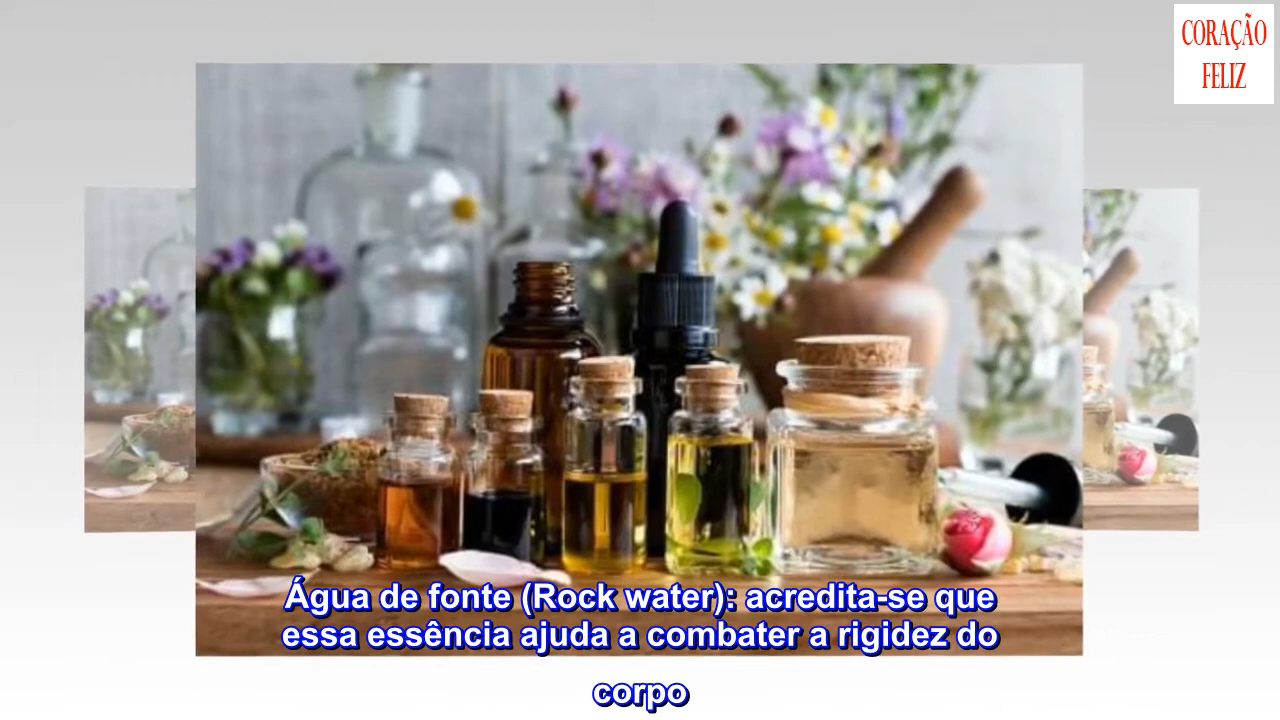 CORAÇÃO
FELIZ
Água de fonte (Rock water): acredita-se que
essa essência ajuda a combater a rigidez do
corpo